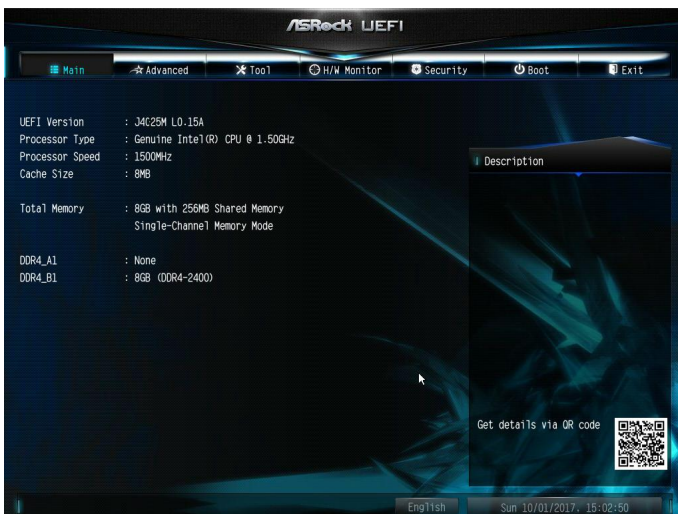 ASRock UEFI
Main Advanced Tool H/W Monitor Security Boot Exit
UEFI Version : J4C25M L0.15A
Processor Type : Genuine Intel(R) CPU @ 1.50GHz
Processor Speed : 1500MHz
Cache Size : 8MB
Total Memory : 8GB with 256MB Shared Memory
Single-Channel Memory Mode
DDR4_A1 : None
DDR4_B1 : 8GB (DDR4-2400)
Description
Get details via QR code
English Sun 10/01/2017. 15:02:50